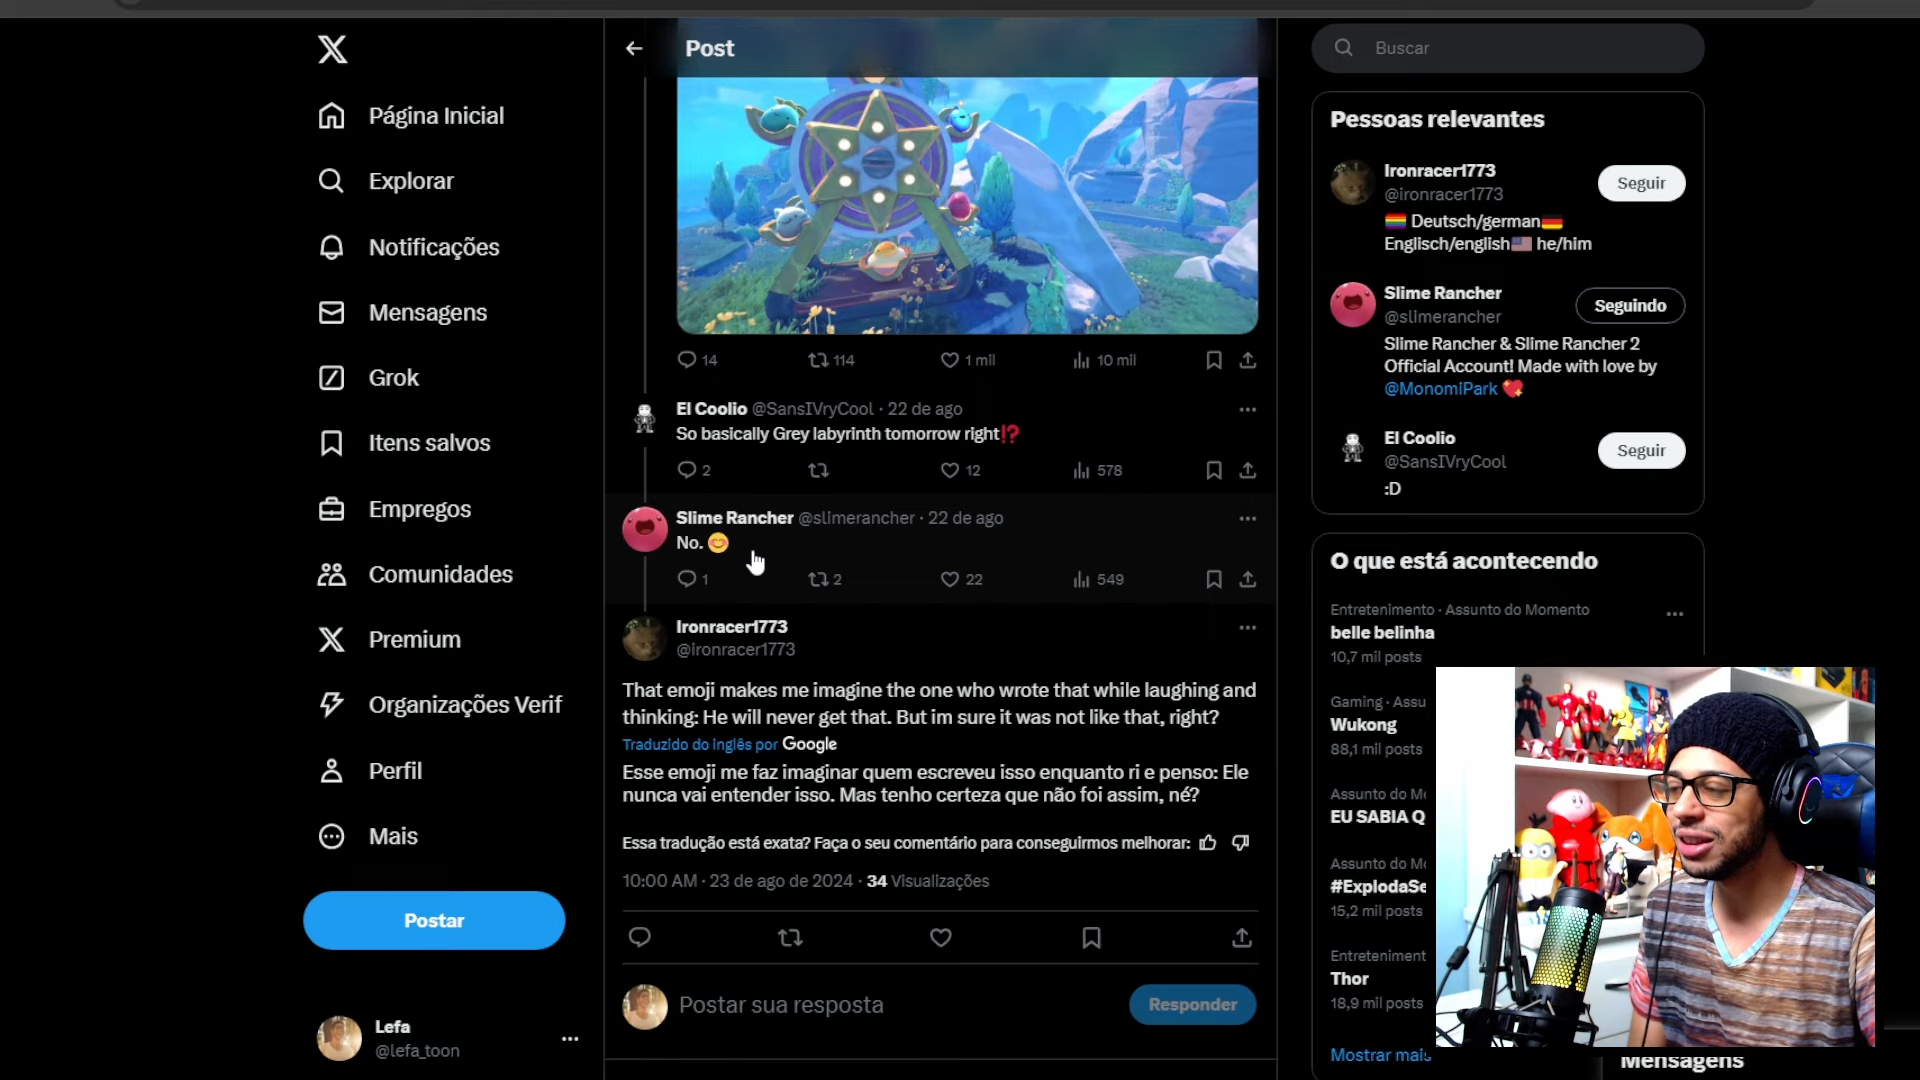 Post
Buscar
Página Inicial
Explorar
Notificações
Mensagens
Grok
Itens salvos
Empregos
Comunidades
Premium
Organizações Verif
Perfil
Mais
Postar
Lefa
@lefa_toon
14
114
1 mil
10 mil
El Coolio @SansIVryCool · 22 de ago
So basically Grey labyrinth tomorrow right⁉️
2
12
578
Slime Rancher @slimerancher · 22 de ago
No. 😊
1
2
22
549
Ironracer1773
@ironracer1773
That emoji makes me imagine the one who wrote that while laughing and
thinking: He will never get that. But im sure it was not like that, right?
Traduzido do inglês por Google
Esse emoji me faz imaginar quem escreveu isso enquanto ri e penso: Ele
nunca vai entender isso. Mas tenho certeza que não foi assim, né?
Essa tradução está exata? Faça o seu comentário para conseguirmos melhorar:
10:00 AM · 23 de ago de 2024 · 34 Visualizações
Postar sua resposta
Responder
Pessoas relevantes
Ironracer1773
@ironracer1773
Seguir
🏳️‍🌈 Deutsch/german🇩🇪
Englisch/english🇺🇸 he/him
Slime Rancher
@slimerancher
Seguindo
Slime Rancher & Slime Rancher 2
Official Account! Made with love by
@MonomiPark 💖
El Coolio
@SansIVryCool
Seguir
:D
O que está acontecendo
Entretenimento · Assunto do Momento
belle belinha
10,7 mil posts
Gaming · Assu
Wukong
88,1 mil posts
Assunto do Mo
EU SABIA Q
Assunto do Mo
#ExplodaSe
15,2 mil posts
Entreteniment
Thor
18,9 mil posts
Mostrar mais
Mensagens